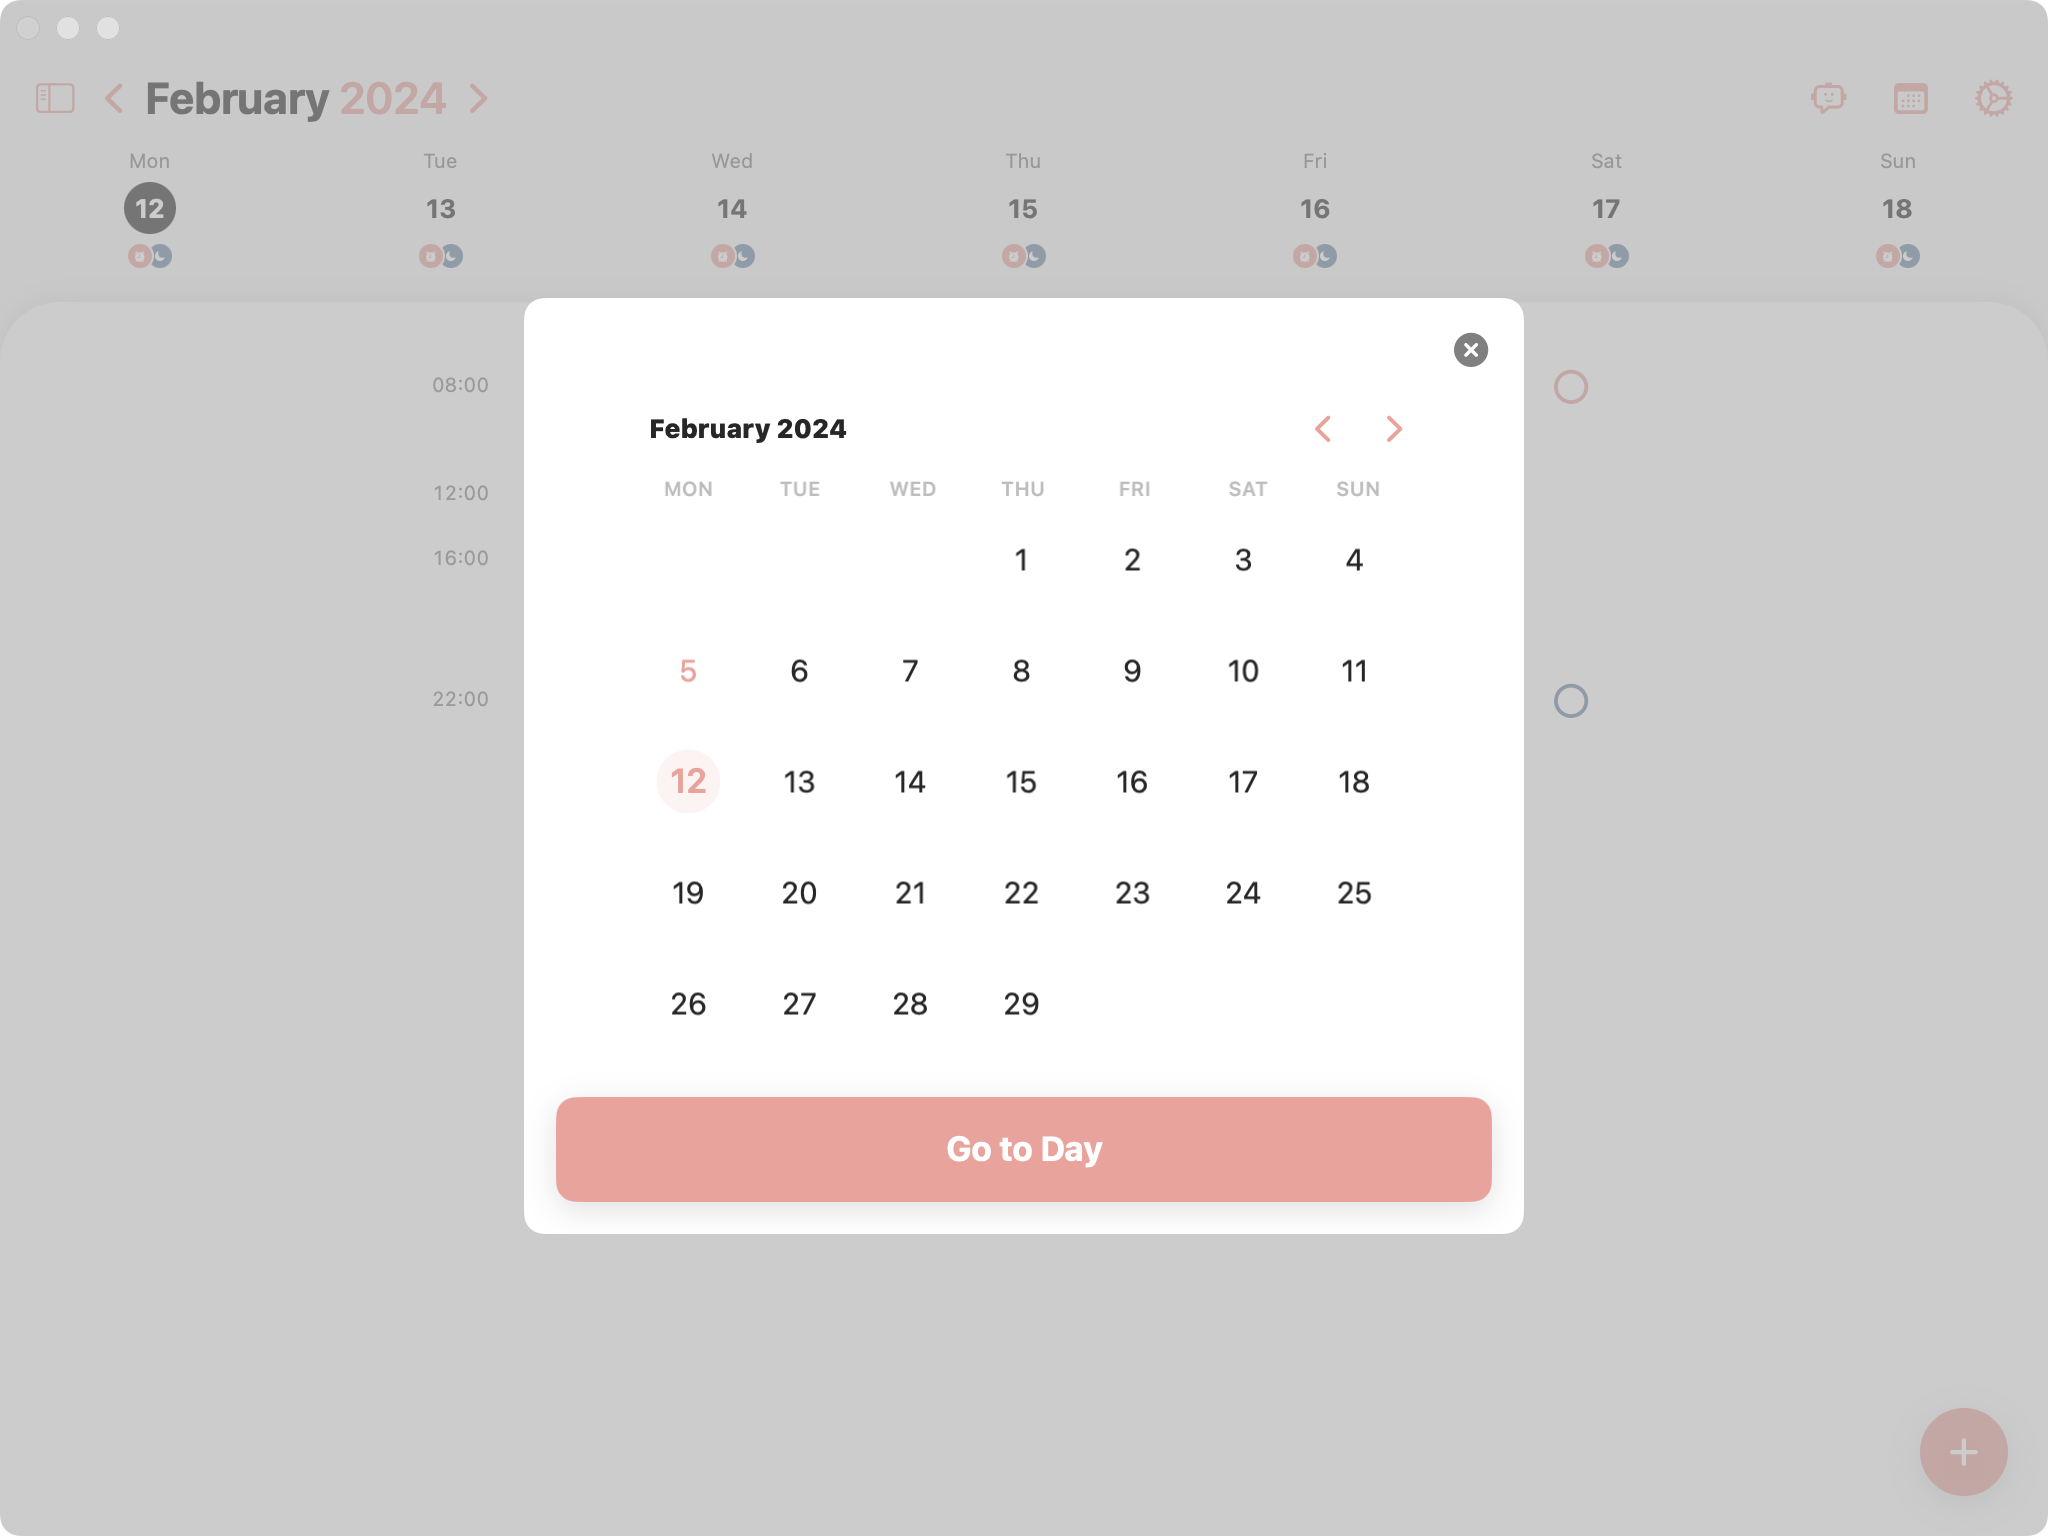 February 2024
Mon Tue Wed Thu Fri Sat Sun
12 13 14 15 16 17 18
08:00
12:00
16:00
22:00
February 2024
MON TUE WED THU FRI SAT SUN
1 2 3 4
5 6 7 8 9 10 11
12 13 14 15 16 17 18
19 20 21 22 23 24 25
26 27 28 29
Go to Day